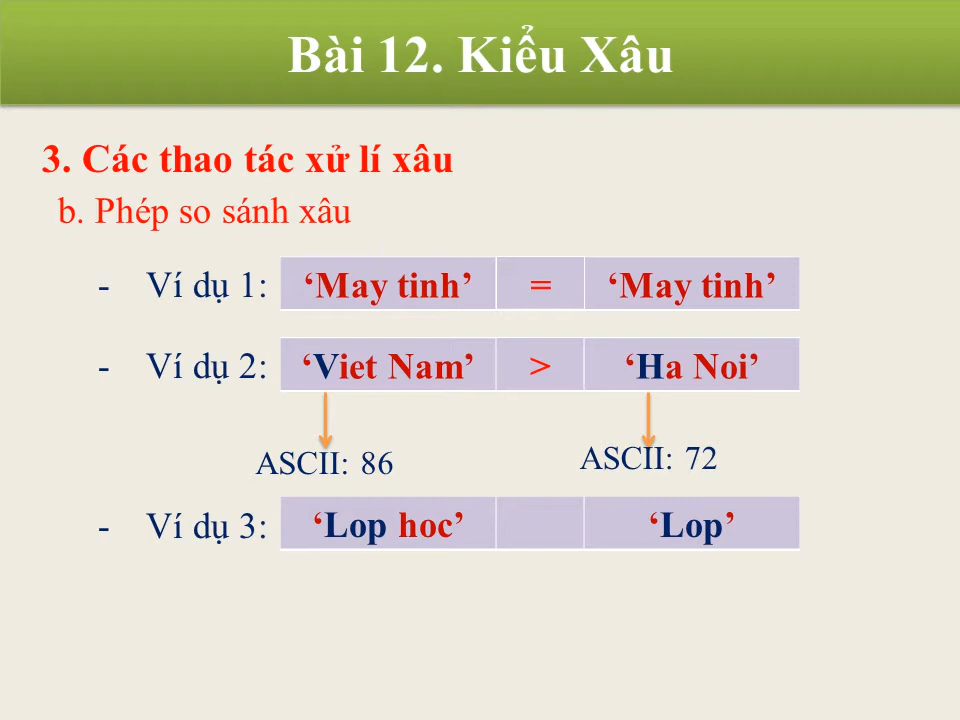 Bài 12. Kiểu Xâu
3. Các thao tác xử lí xâu
b. Phép so sánh xâu
- Ví dụ 1: ‘May tinh’ = ‘May tinh’
- Ví dụ 2: ‘Viet Nam’ > ‘Ha Noi’
ASCII: 86 ASCII: 72
- Ví dụ 3: ‘Lop hoc’ ‘Lop’